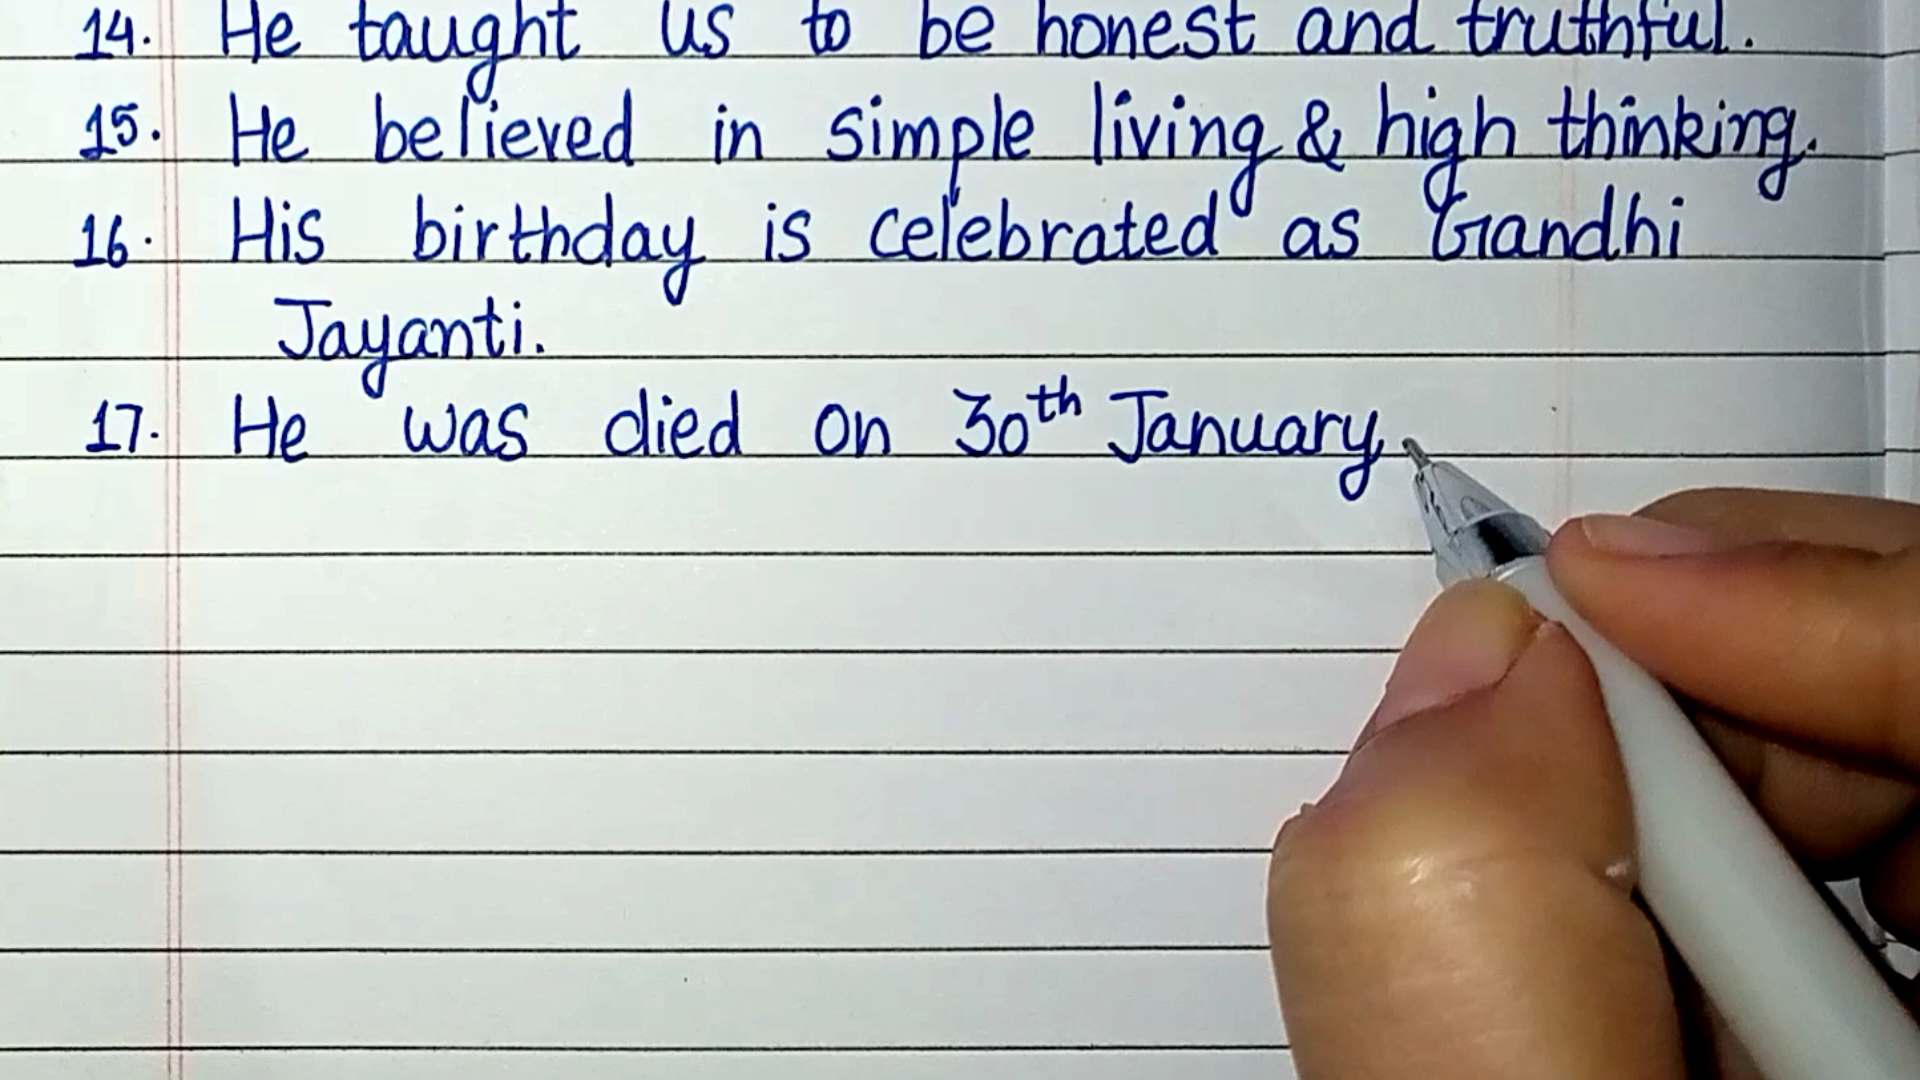 14. He taught us to be honest and truthful.
15. He believed in simple living & high thinking.
16. His birthday is celebrated as Gandhi
Jayanti.
17. He was died on 30th January